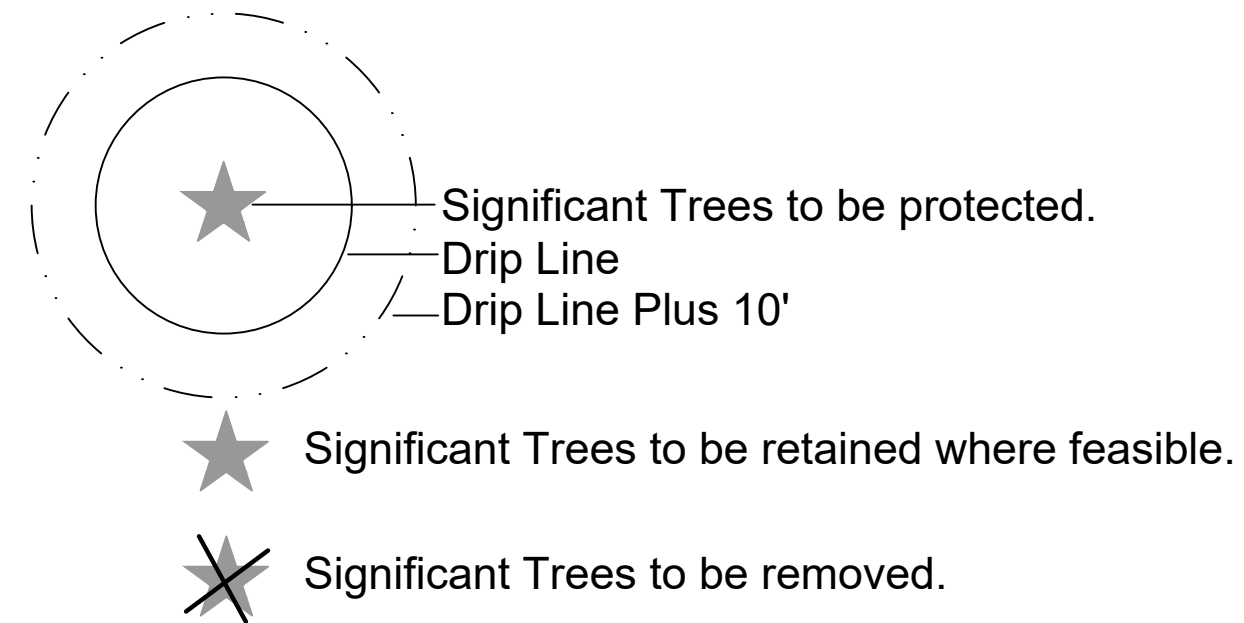 Significant Trees to be protected.
Drip Line
Drip Line Plus 10'
Significant Trees to be retained where feasible.
Significant Trees to be removed.